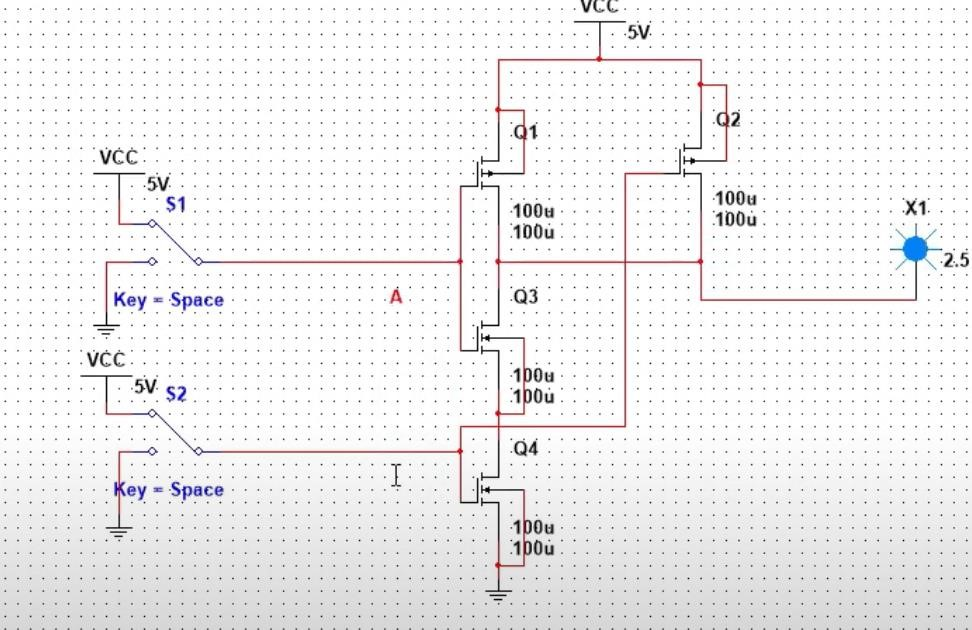 VCC
5V
Q1
Q2
VCC
5V
S1
100u
100u
100u
100u
X1
2.5
Key = Space
A
Q3
VCC
5V
S2
100u
100u
Q4
Key = Space
100u
100u